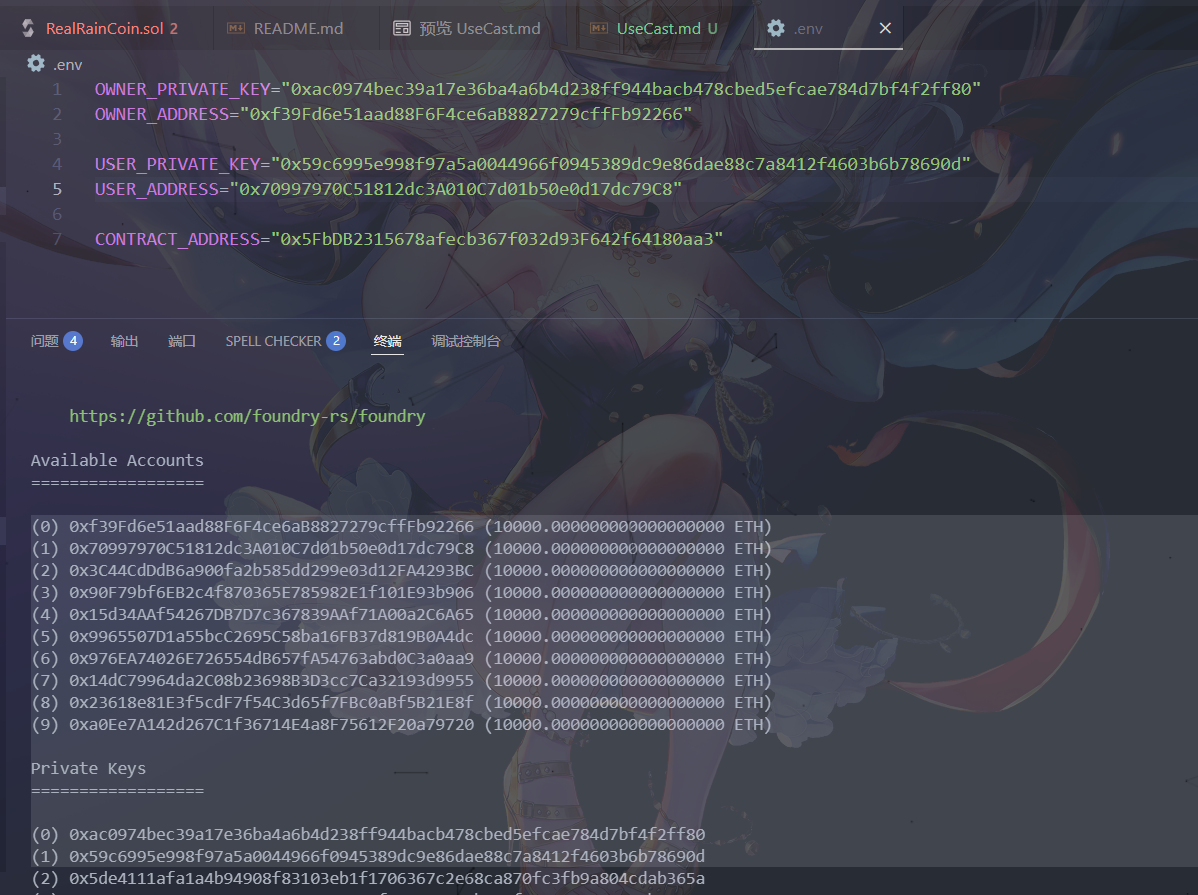 RealRainCoin.sol 2 README.md 预览 UseCast.md UseCast.md U .env
.env
1 OWNER_PRIVATE_KEY="0xac0974bec39a17e36ba4a6b4d238ff944bacb478cbed5efcae784d7bf4f2ff80"
2 OWNER_ADDRESS="0xf39Fd6e51aad88F6F4ce6aB8827279cffFb92266"
3
4 USER_PRIVATE_KEY="0x59c6995e998f97a5a0044966f0945389dc9e86dae88c7a8412f4603b6b78690d"
5 USER_ADDRESS="0x70997970C51812dc3A010C7d01b50e0d17dc79C8"
6
7 CONTRACT_ADDRESS="0x5FbDB2315678afecb367f032d93F642f64180aa3"
问题 4 输出 端口 SPELL CHECKER 2 终端 调试控制台
https://github.com/foundry-rs/foundry
Available Accounts
==================
(0) 0xf39Fd6e51aad88F6F4ce6aB8827279cffFb92266 (10000.000000000000000000 ETH)
(1) 0x70997970C51812dc3A010C7d01b50e0d17dc79C8 (10000.000000000000000000 ETH)
(2) 0x3C44CdDdB6a900fa2b585dd299e03d12FA4293BC (10000.000000000000000000 ETH)
(3) 0x90F79bf6EB2c4f870365E785982E1f101E93b906 (10000.000000000000000000 ETH)
(4) 0x15d34AAf54267DB7D7c367839AAf71A00a2C6A65 (10000.000000000000000000 ETH)
(5) 0x9965507D1a55bcC2695C58ba16FB37d819B0A4dc (10000.000000000000000000 ETH)
(6) 0x976EA74026E726554dB657fA54763abd0C3a0aa9 (10000.000000000000000000 ETH)
(7) 0x14dC79964da2C08b23698B3D3cc7Ca32193d9955 (10000.000000000000000000 ETH)
(8) 0x23618e81E3f5cdF7f54C3d65f7FBc0aBf5B21E8f (10000.000000000000000000 ETH)
(9) 0xa0Ee7A142d267C1f36714E4a8F75612F20a79720 (10000.000000000000000000 ETH)
Private Keys
==================
(0) 0xac0974bec39a17e36ba4a6b4d238ff944bacb478cbed5efcae784d7bf4f2ff80
(1) 0x59c6995e998f97a5a0044966f0945389dc9e86dae88c7a8412f4603b6b78690d
(2) 0x5de4111afa1a4b94908f83103eb1f1706367c2e68ca870fc3fb9a804cdab365a